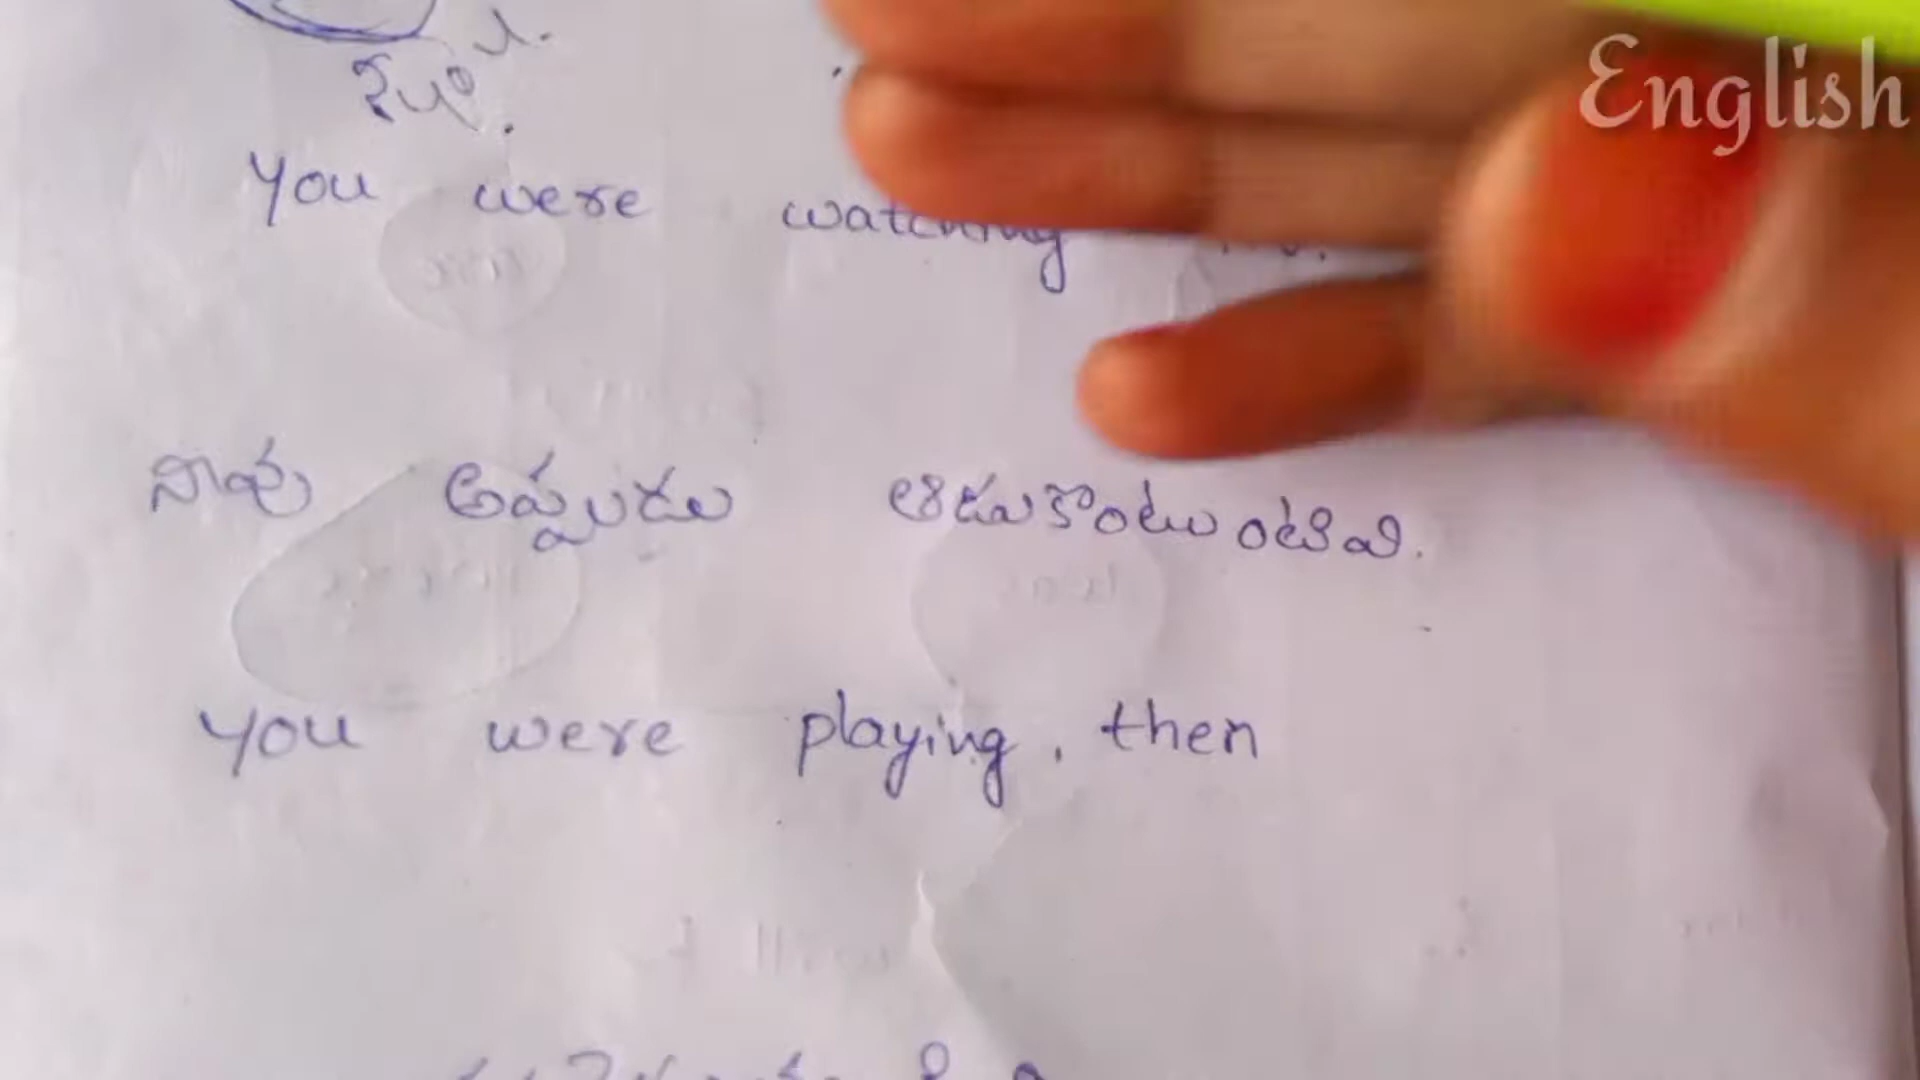 English
you were watching
నీవు అప్పుడు ఆడుకొంటుంటివి.
you were playing, then